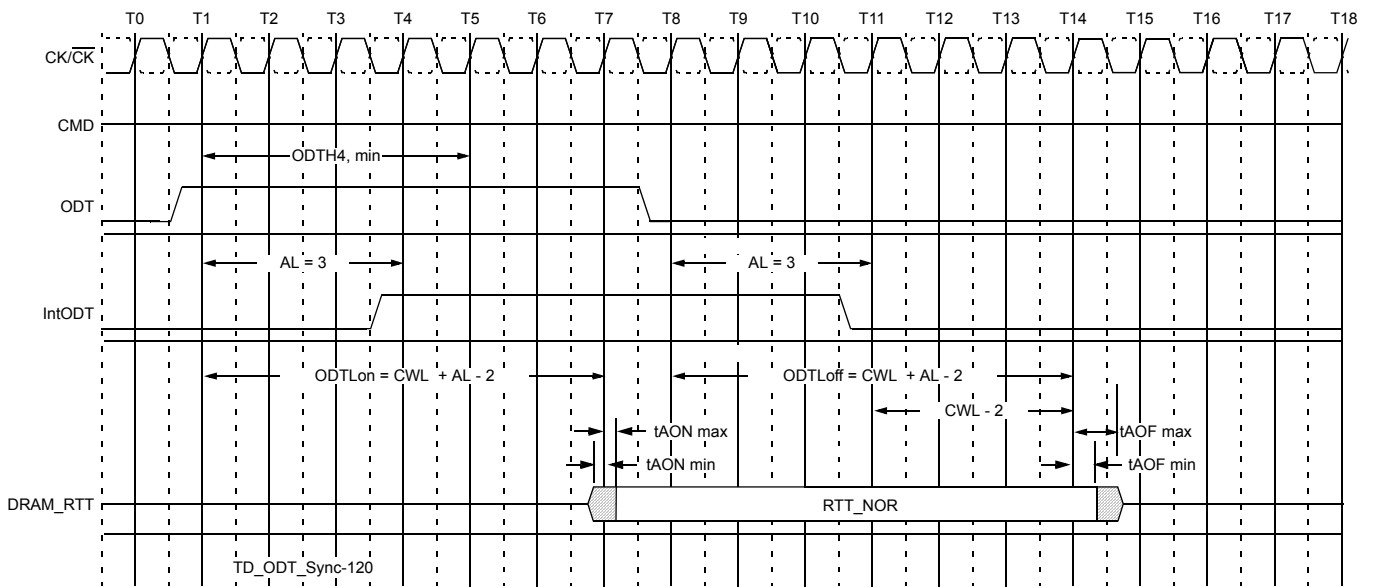 T0 T1 T2 T3 T4 T5 T6 T7 T8 T9 T10 T11 T12 T13 T14 T15 T16 T17 T18
CK/C̅K̅
CMD
ODTH4, min
ODT
AL = 3 AL = 3
IntODT
ODTLon = CWL + AL - 2 ODTLoff = CWL + AL - 2
CWL - 2
tAON max tAOF max
tAON min tAOF min
DRAM_RTT RTT_NOR
TD_ODT_Sync-120